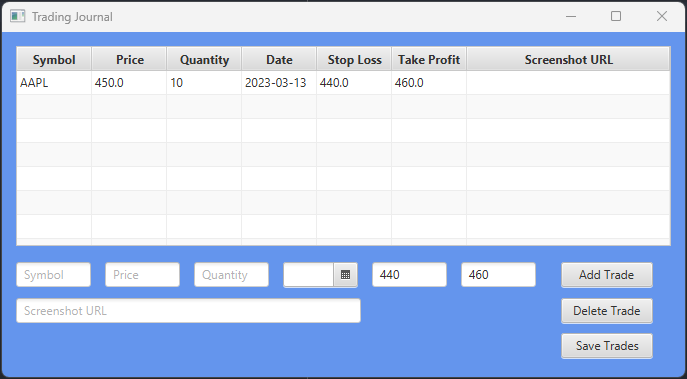 Trading Journal
Symbol Price Quantity Date Stop Loss Take Profit Screenshot URL
AAPL 450.0 10 2023-03-13 440.0 460.0
Symbol Price Quantity 440 460 Add Trade
Screenshot URL Delete Trade
Save Trades